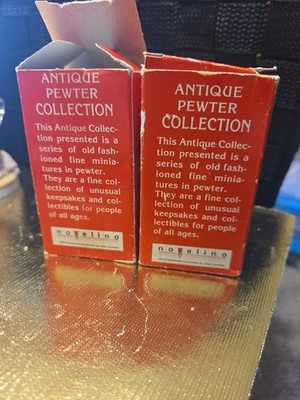 ANTIQUE
PEWTER
COLLECTION
This Antique Collec-
tion presented is a
series of old fash-
ioned fine minia-
tures in pewter.
They are a fine col-
lection of unusual
keepsakes and col-
lectibles for people
of all ages.
novelino
ANTIQUE
PEWTER
COLLECTION
This Antique Collec-
tion presented is a
series of old fash-
ioned fine minia-
tures in pewter.
They are a fine col-
lection of unusual
keepsakes and col-
lectibles for people
of all ages.
novelino